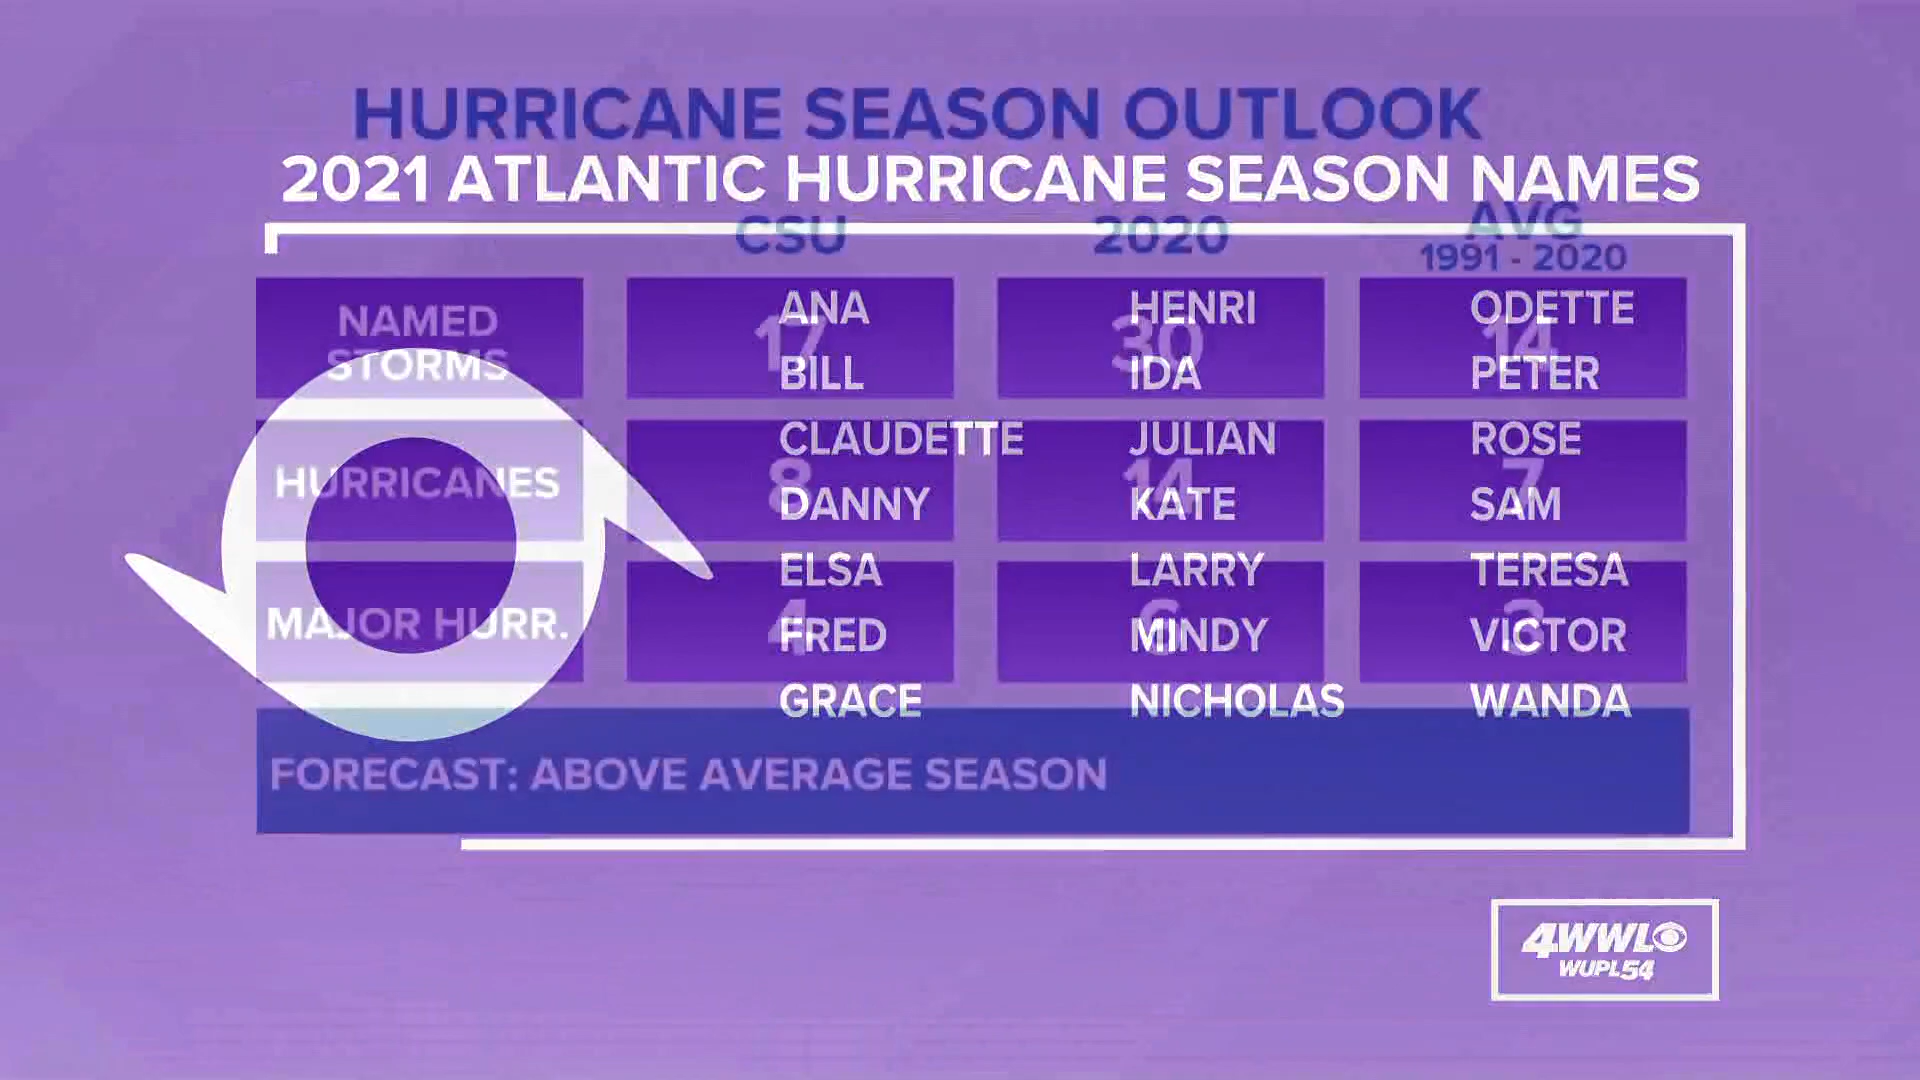 HURRICANE SEASON OUTLOOK
2021 ATLANTIC HURRICANE SEASON NAMES
CSU 2020 AVG
1991 - 2020
NAMED STORMS 17 30 14
HURRICANES 8 14 7
MAJOR HURR. 4 6 3
FORECAST: ABOVE AVERAGE SEASON
ANA HENRI ODETTE
BILL IDA PETER
CLAUDETTE JULIAN ROSE
DANNY KATE SAM
ELSA LARRY TERESA
FRED MINDY VICTOR
GRACE NICHOLAS WANDA
4WWL
WUPL54